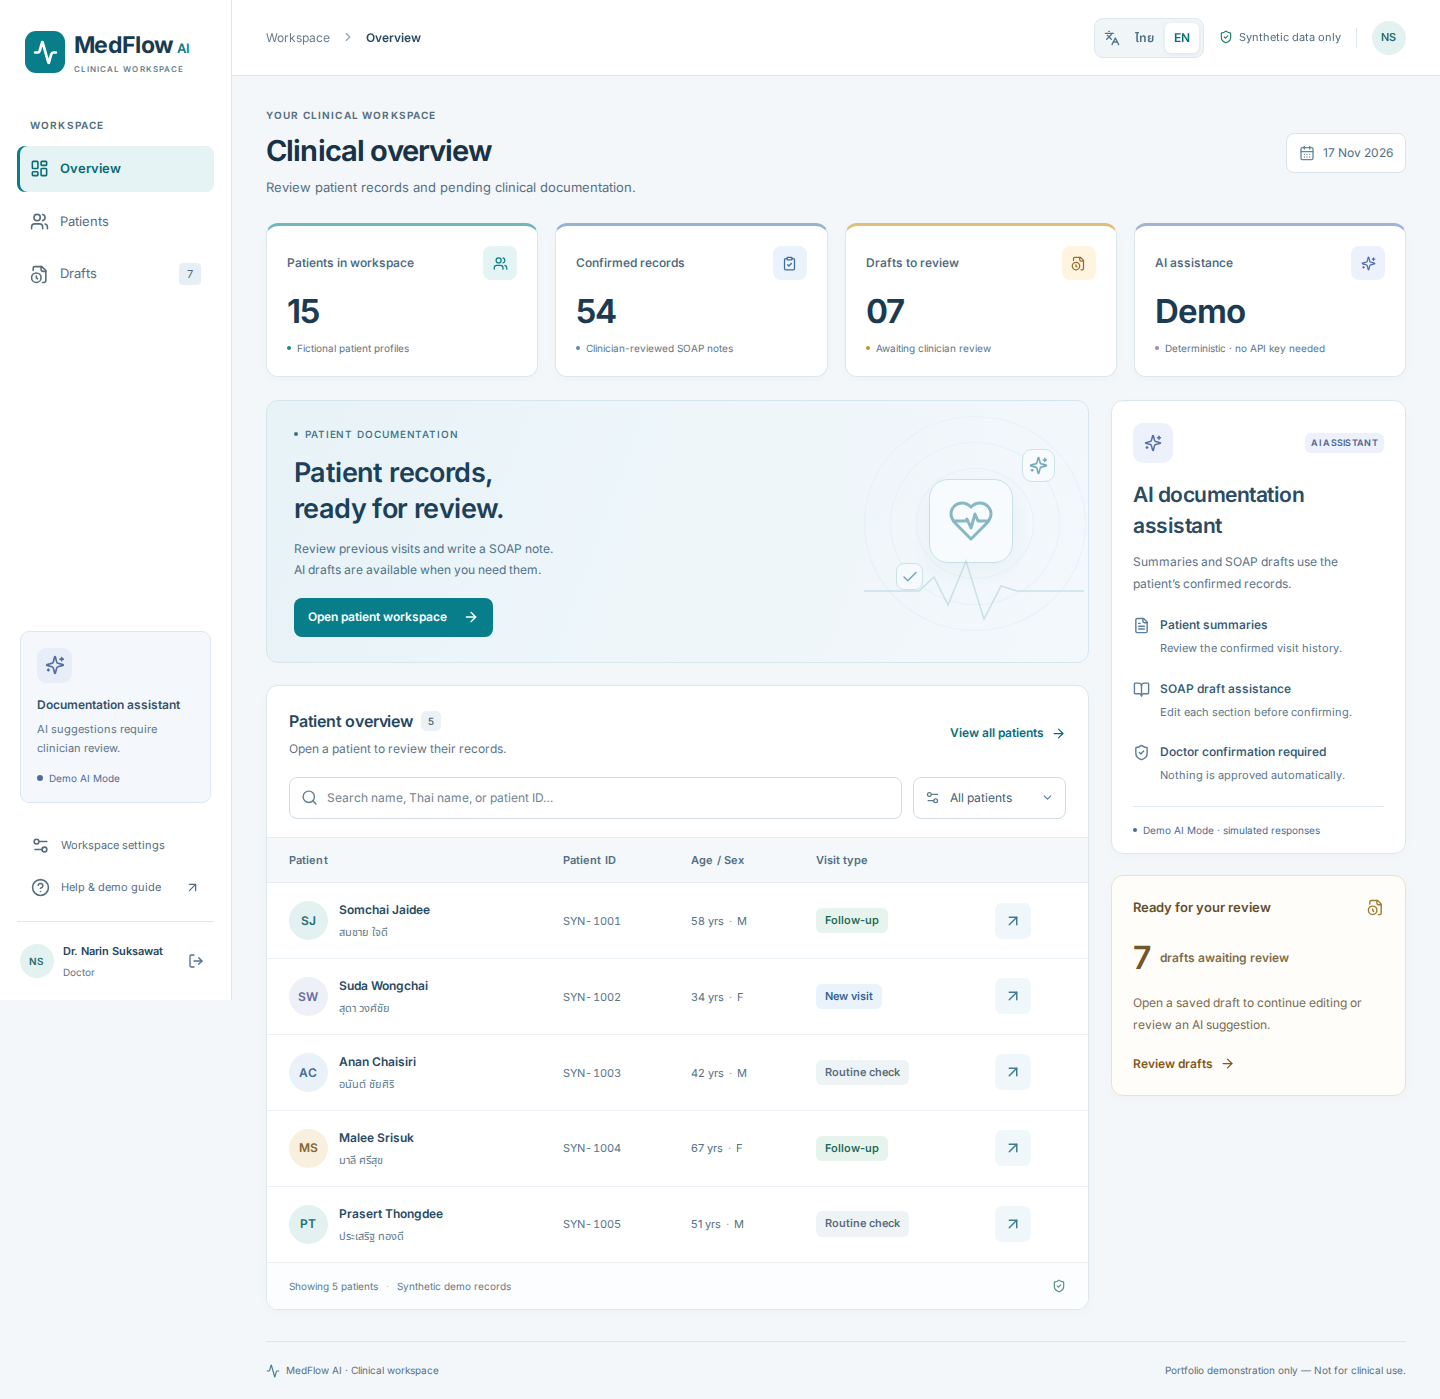 MedFlow AI
CLINICAL WORKSPACE
WORKSPACE
Overview
Patients
Drafts 7
Documentation assistant
AI suggestions require
clinician review.
Demo AI Mode
Workspace settings
Help & demo guide
NS
Dr. Narin Suksawat
Doctor
Workspace > Overview
ไทย EN
Synthetic data only
NS
YOUR CLINICAL WORKSPACE
Clinical overview
Review patient records and pending clinical documentation.
17 Nov 2026
Patients in workspace
15
Fictional patient profiles
Confirmed records
54
Clinician-reviewed SOAP notes
Drafts to review
07
Awaiting clinician review
AI assistance
Demo
Deterministic · no API key needed
PATIENT DOCUMENTATION
Patient records,
ready for review.
Review previous visits and write a SOAP note.
AI drafts are available when you need them.
Open patient workspace
Patient overview 5
Open a patient to review their records.
View all patients
Search name, Thai name, or patient ID...
All patients
Patient Patient ID Age / Sex Visit type
SJ Somchai Jaidee SYN-1001 58 yrs · M Follow-up
สมชาย ใจดี
SW Suda Wongchai SYN-1002 34 yrs · F New visit
สุดา วงศ์ชัย
AC Anan Chaisiri SYN-1003 42 yrs · M Routine check
อนันต์ ชัยศิริ
MS Malee Srisuk SYN-1004 67 yrs · F Follow-up
มาลี ศรีสุข
PT Prasert Thongdee SYN-1005 51 yrs · M Routine check
ประเสริฐ ทองดี
Showing 5 patients · Synthetic demo records
AI ASSISTANT
AI documentation
assistant
Summaries and SOAP drafts use the
patient's confirmed records.
Patient summaries
Review the confirmed visit history.
SOAP draft assistance
Edit each section before confirming.
Doctor confirmation required
Nothing is approved automatically.
Demo AI Mode · simulated responses
Ready for your review
7 drafts awaiting review
Open a saved draft to continue editing or
review an AI suggestion.
Review drafts
MedFlow AI · Clinical workspace
Portfolio demonstration only — Not for clinical use.